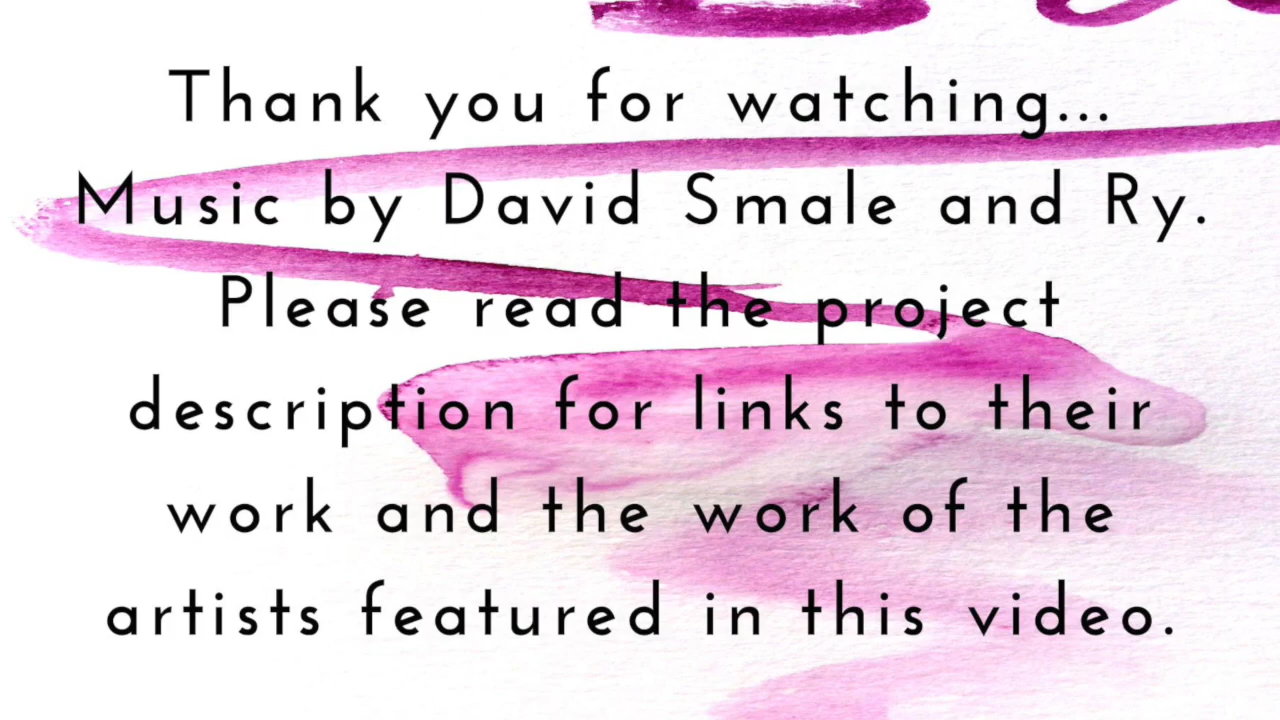 Thank you for watching...
Music by David Smale and Ry.
Please read the project
description for links to their
work and the work of the
artists featured in this video.